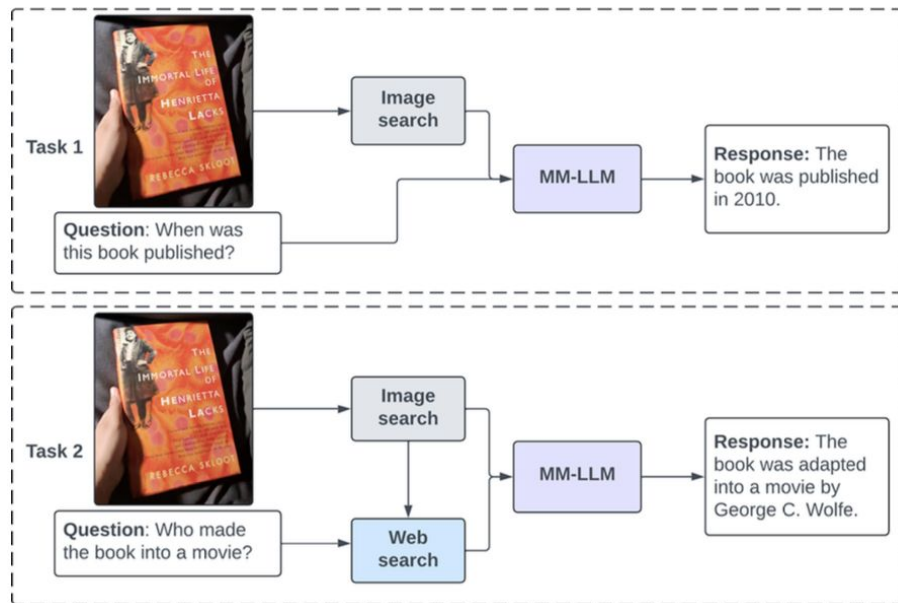 Task 1
THE
IMMORTAL LIFE
OF
HENRIETTA
LACKS
REBECCA SKLOOT
Question: When was
this book published?
Image
search
MM-LLM
Response: The
book was published
in 2010.
Task 2
THE
IMMORTAL LIFE
OF
HENRIETTA
LACKS
REBECCA SKLOOT
Question: Who made
the book into a movie?
Image
search
Web
search
MM-LLM
Response: The
book was adapted
into a movie by
George C. Wolfe.